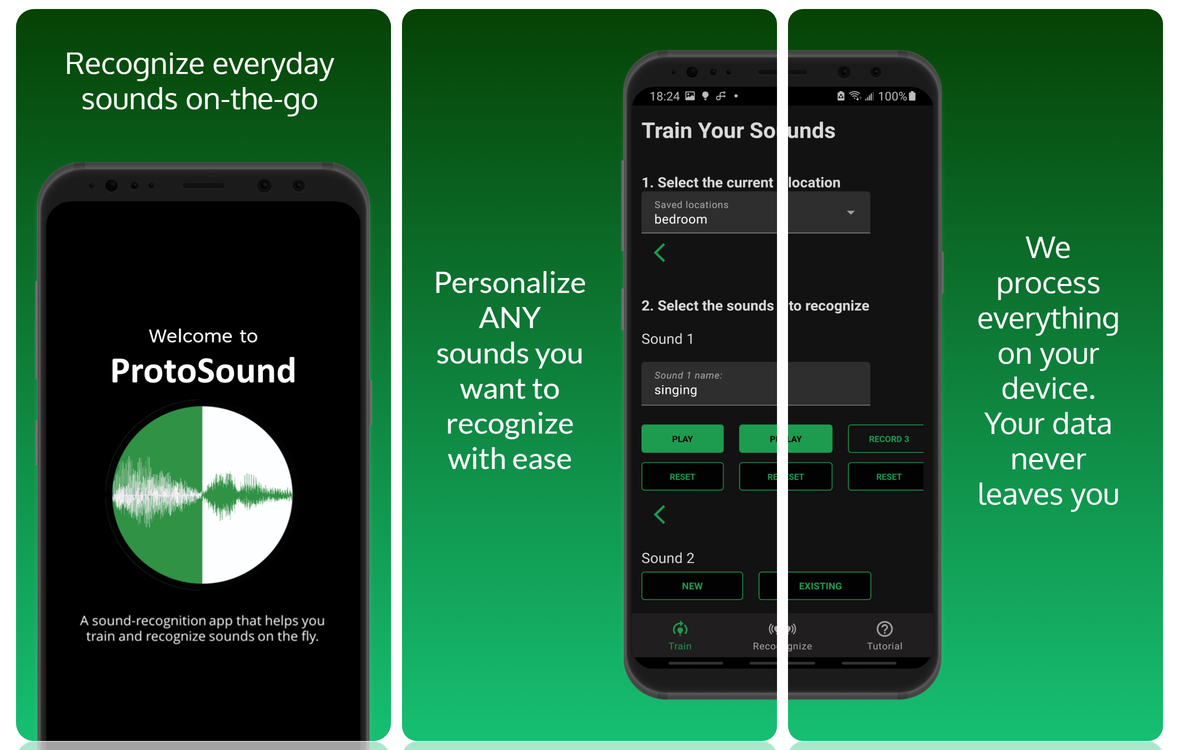 Recognize everyday
sounds on-the-go
Welcome to
ProtoSound
A sound-recognition app that helps you
train and recognize sounds on the fly.
Personalize
ANY
sounds you
want to
recognize
with ease
18:24
100%
Train Your Sounds
1. Select the current location
Saved locations
bedroom
2. Select the sounds to recognize
Sound 1
Sound 1 name:
singing
PLAY PLAY RECORD 3
RESET RESET RESET
Sound 2
NEW EXISTING
Train Recognize Tutorial
We
process
everything
on your
device.
Your data
never
leaves you